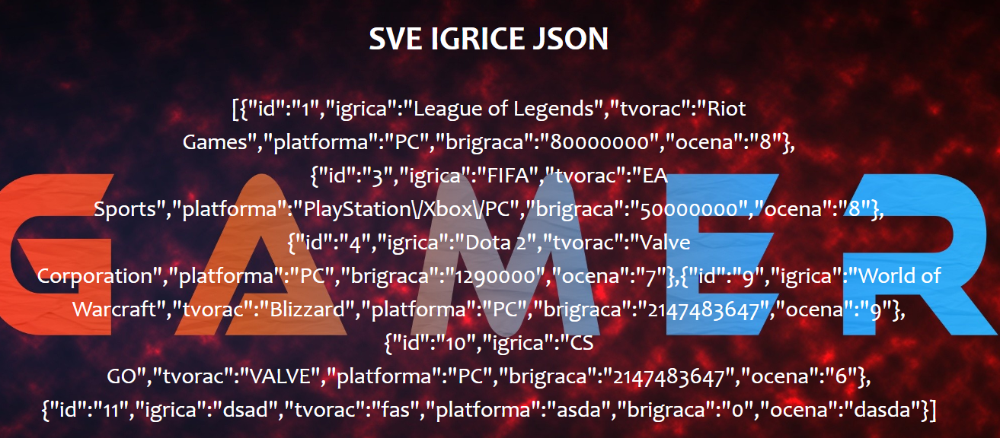 SVE IGRICE JSON
[{"id":"1","igrica":"League of Legends","tvorac":"Riot
Games","platforma":"PC","brigraca":"80000000","ocena":"8"},
{"id":"3","igrica":"FIFA","tvorac":"EA
Sports","platforma":"PlayStation\/Xbox\/PC","brigraca":"50000000","ocena":"8"},
{"id":"4","igrica":"Dota 2","tvorac":"Valve
Corporation","platforma":"PC","brigraca":"1290000","ocena":"7"},{"id":"9","igrica":"World of
Warcraft","tvorac":"Blizzard","platforma":"PC","brigraca":"2147483647","ocena":"9"},
{"id":"10","igrica":"CS
GO","tvorac":"VALVE","platforma":"PC","brigraca":"2147483647","ocena":"6"},
{"id":"11","igrica":"dsad","tvorac":"fas","platforma":"asda","brigraca":"0","ocena":"dasda"}]
GAMER